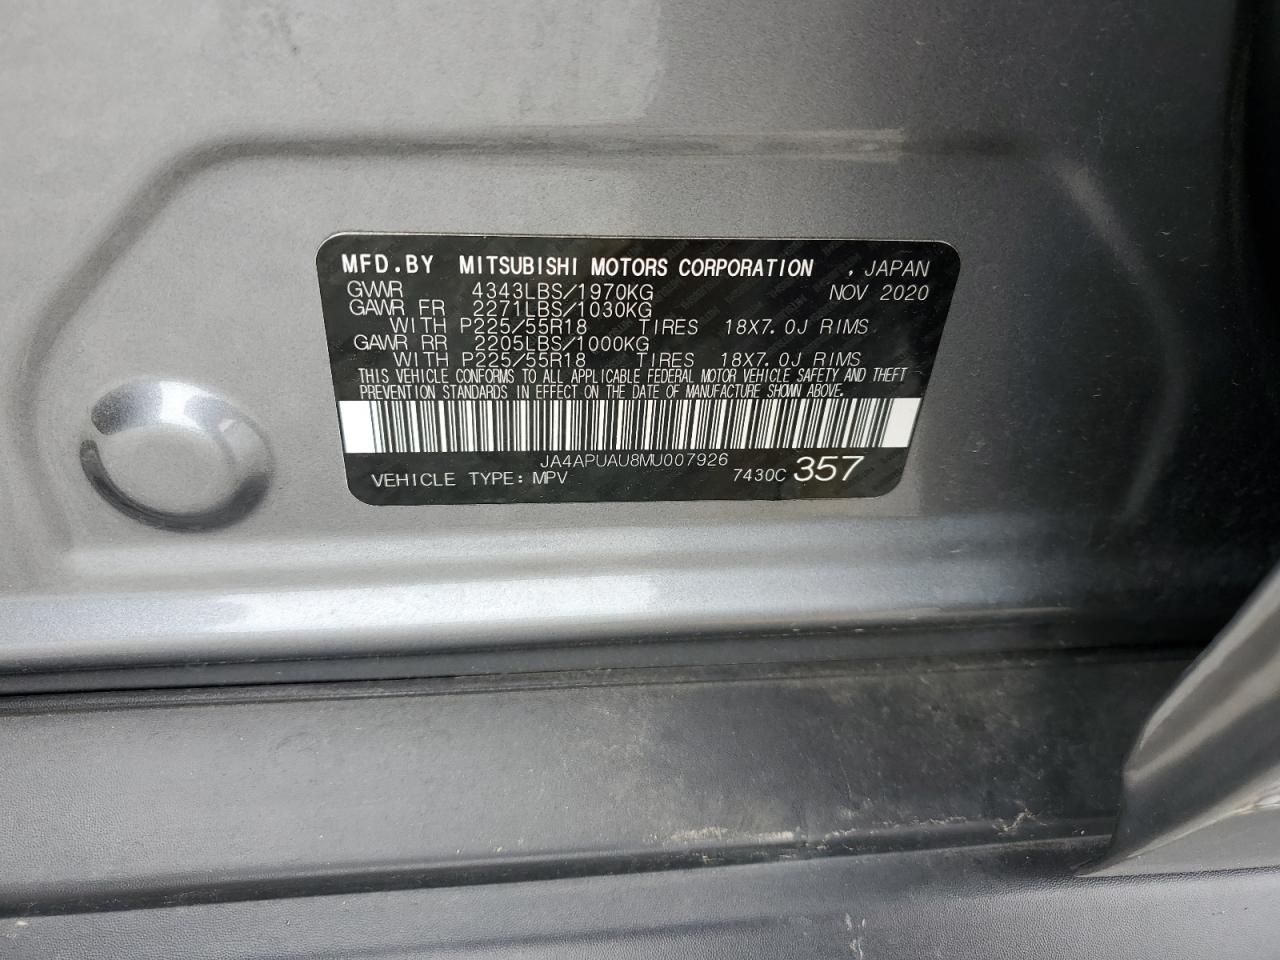 MFD.BY MITSUBISHI MOTORS CORPORATION . JAPAN
GVWR 4343LBS/1970KG NOV 2020
GAWR FR 2271LBS/1030KG
WITH P225/55R18 TIRES 18X7.0J RIMS
GAWR RR 2205LBS/1000KG
WITH P225/55R18 TIRES 18X7.0J RIMS
THIS VEHICLE CONFORMS TO ALL APPLICABLE FEDERAL MOTOR VEHICLE SAFETY AND THEFT
PREVENTION STANDARDS IN EFFECT ON THE DATE OF MANUFACTURE SHOWN ABOVE.
JA4APUAU8MU007926
VEHICLE TYPE: MPV 7430C 357